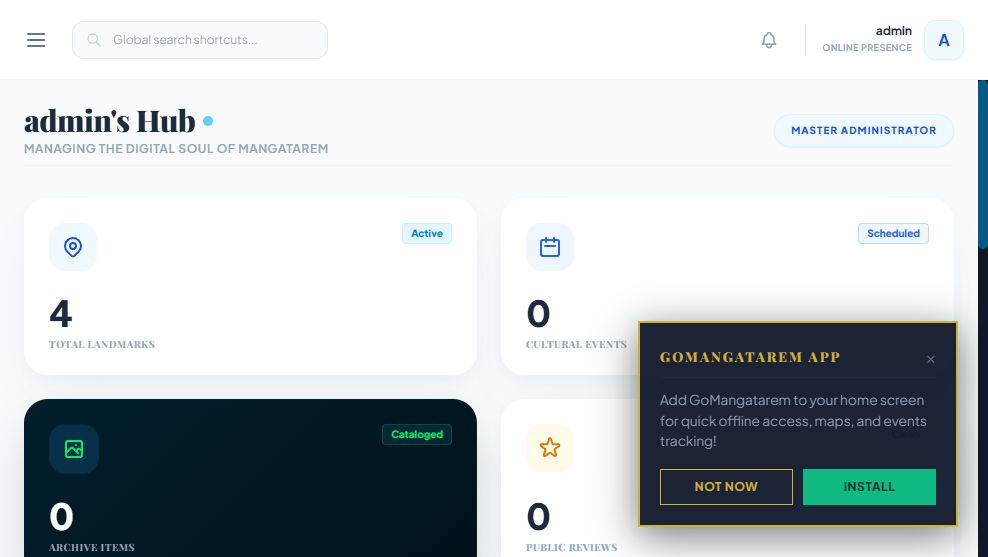 Global search shortcuts...
admin
ONLINE PRESENCE
A
admin's Hub
MANAGING THE DIGITAL SOUL OF MANGATAREM
MASTER ADMINISTRATOR
Active
4
TOTAL LANDMARKS
Scheduled
0
CULTURAL EVENTS
Cataloged
0
ARCHIVE ITEMS
Clean
0
PUBLIC REVIEWS
GOMANGATAREM APP
×
Add GoMangatarem to your home screen
for quick offline access, maps, and events
tracking!
NOT NOW
INSTALL